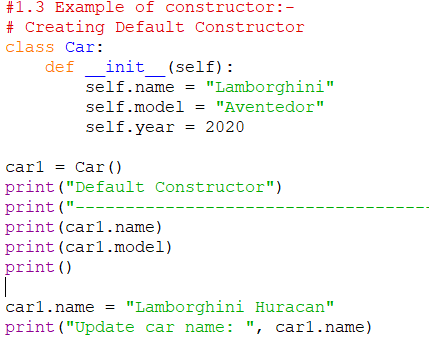 #1.3 Example of constructor:-
# Creating Default Constructor
class Car:
    def __init__(self):
        self.name = "Lamborghini"
        self.model = "Aventedor"
        self.year = 2020

car1 = Car()
print("Default Constructor")
print("-----------------------------------
print(car1.name)
print(car1.model)
print()

car1.name = "Lamborghini Huracan"
print("Update car name: ", car1.name)